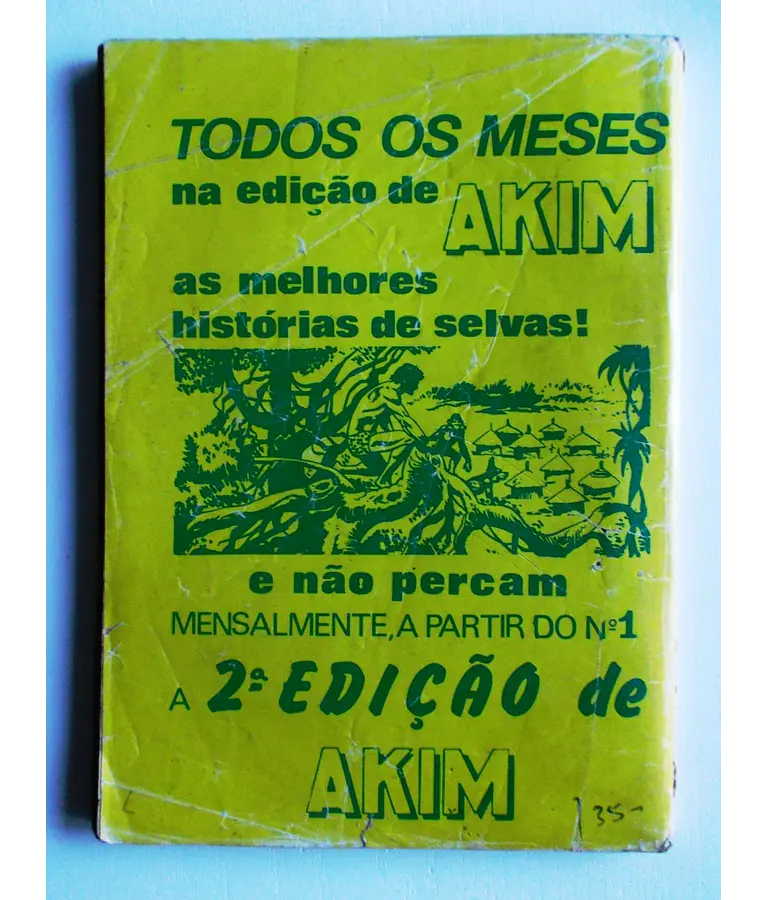 TODOS OS MESES
na edição de AKIM
as melhores
histórias de selvas!
e não percam
MENSALMENTE, A PARTIR DO Nº1
A 2ª EDIÇÃO de
AKIM
135-